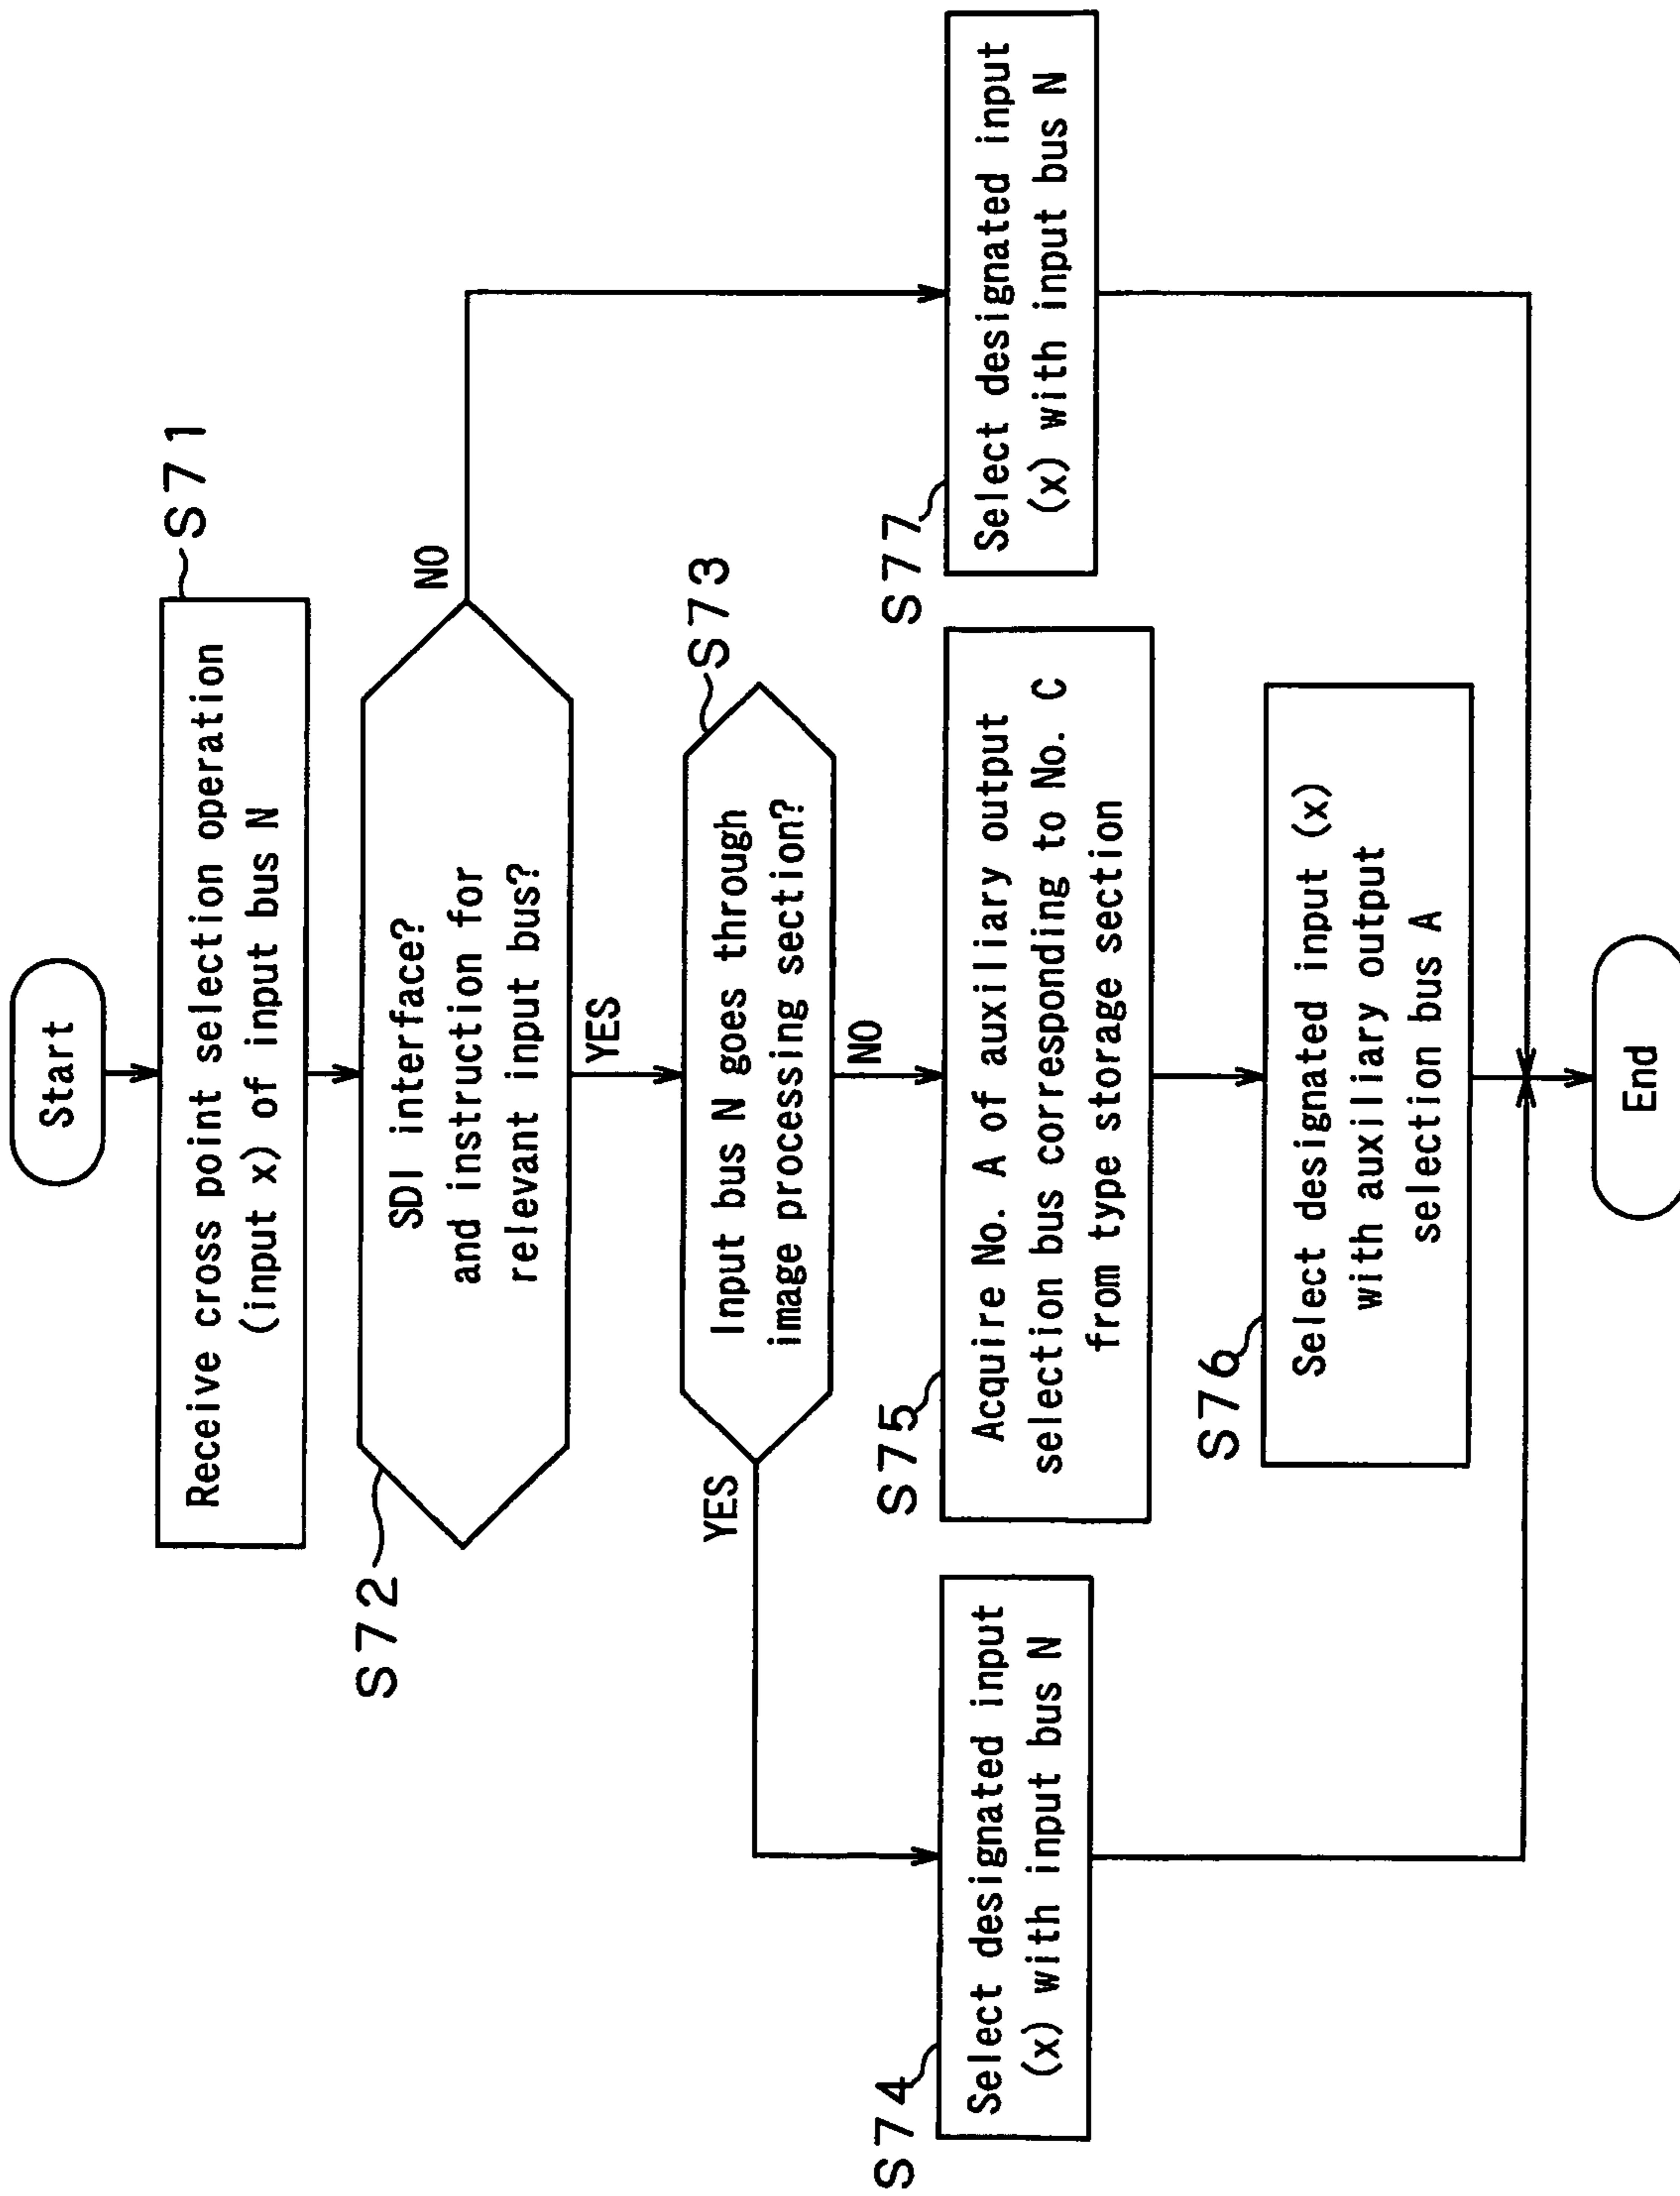 Start
S71
Receive cross point selection operation
(input x) of input bus N
S72
SDI interface?
and instruction for
relevant input bus?
NO
YES
S73
Input bus N goes through
image processing section?
YES
NO
S74
Select designated input
(x) with input bus N
S75
Acquire No. A of auxiliary output
selection bus corresponding to No. C
from type storage section
S77
Select designated input
(x) with input bus N
S76
Select designated input (x)
with auxiliary output
selection bus A
End